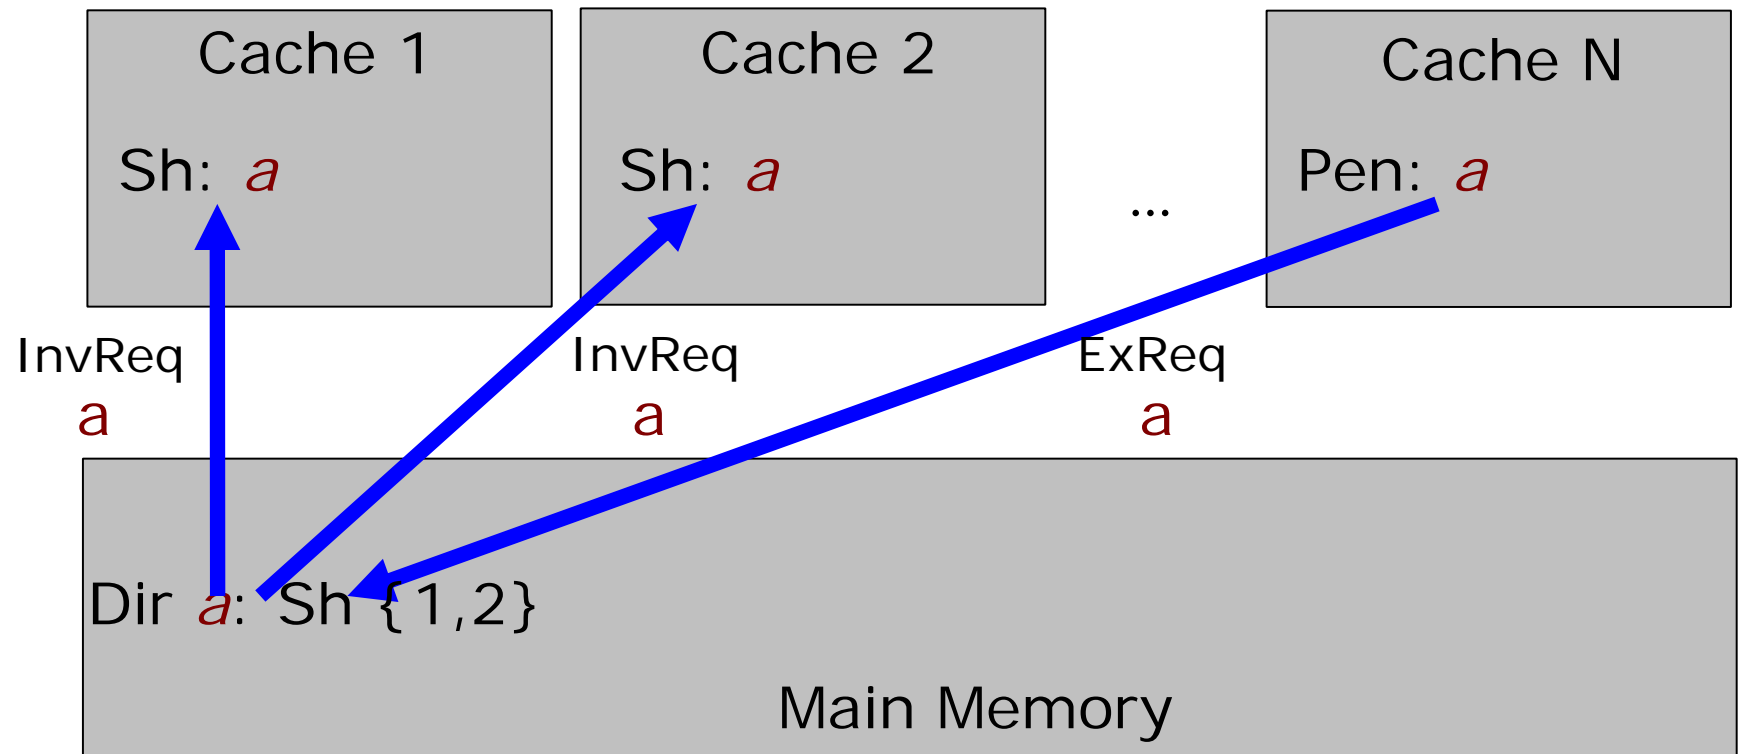 Cache 1
Cache 2
Cache N
Sh: a
Sh: a
...
Pen: a
InvReq
a
InvReq
a
ExReq
a
Dir a: Sh {1,2}
Main Memory